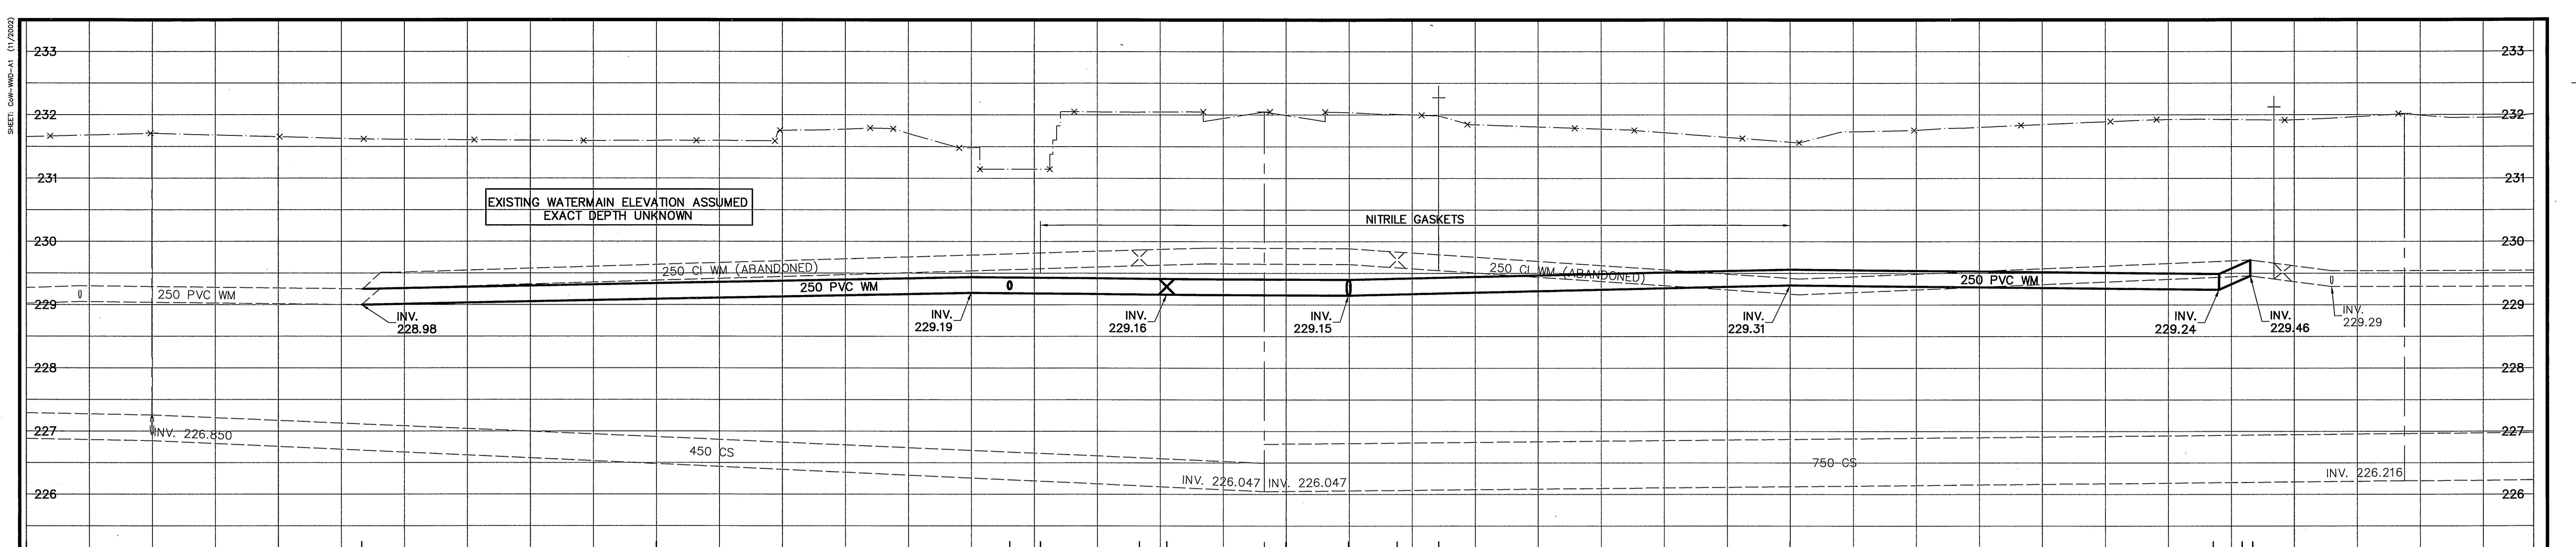 SHEET: CoW-WWD-A1 (11/2002)
233
233
232
232
231
231
EXISTING WATERMAIN ELEVATION ASSUMED
EXACT DEPTH UNKNOWN
NITRILE GASKETS
230
230
250 CI WM (ABANDONED)
250 CI WM (ABANDONED)
250 PVC WM
250 PVC WM
250 PVC WM
229
229
INV.
228.98
INV.
229.19
INV.
229.16
INV.
229.15
INV.
229.31
INV.
229.24
INV.
229.46
INV.
229.29
228
228
227
227
INV. 226.850
450 CS
750 CS
INV. 226.047
INV. 226.047
INV. 226.216
226
226